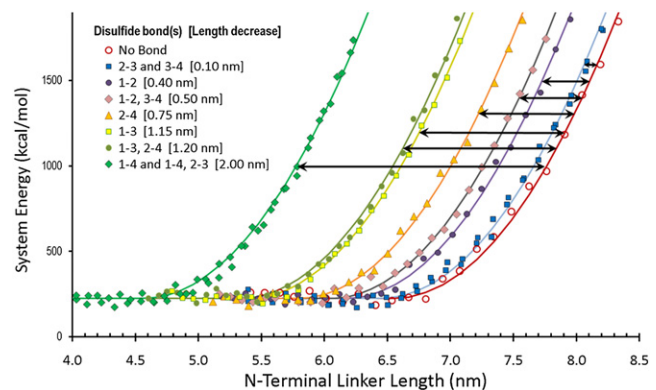 Disulfide bond(s) [Length decrease]
No Bond
2-3 and 3-4 [0.10 nm]
1-2 [0.40 nm]
1-2, 3-4 [0.50 nm]
2-4 [0.75 nm]
1-3 [1.15 nm]
1-3, 2-4 [1.20 nm]
1-4 and 1-4, 2-3 [2.00 nm]
System Energy (kcal/mol)
1500
1000
500
0
4.0 4.5 5.0 5.5 6.0 6.5 7.0 7.5 8.0 8.5
N-Terminal Linker Length (nm)